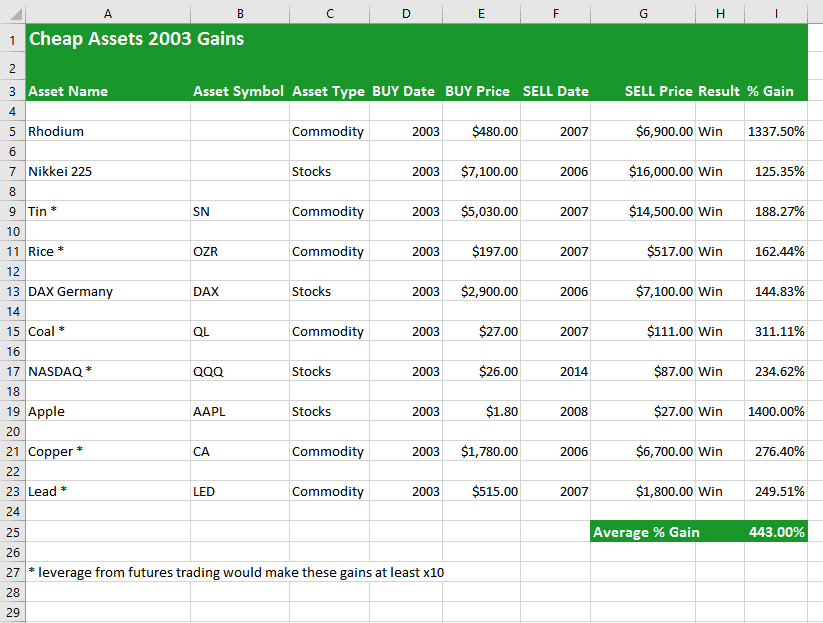 A B C D E F G H I
1 Cheap Assets 2003 Gains
2
3 Asset Name Asset Symbol Asset Type BUY Date BUY Price SELL Date SELL Price Result % Gain
4
5 Rhodium Commodity 2003 $480.00 2007 $6,900.00 Win 1337.50%
6
7 Nikkei 225 Stocks 2003 $7,100.00 2006 $16,000.00 Win 125.35%
8
9 Tin * SN Commodity 2003 $5,030.00 2007 $14,500.00 Win 188.27%
10
11 Rice * OZR Commodity 2003 $197.00 2007 $517.00 Win 162.44%
12
13 DAX Germany DAX Stocks 2003 $2,900.00 2006 $7,100.00 Win 144.83%
14
15 Coal * QL Commodity 2003 $27.00 2007 $111.00 Win 311.11%
16
17 NASDAQ * QQQ Stocks 2003 $26.00 2014 $87.00 Win 234.62%
18
19 Apple AAPL Stocks 2003 $1.80 2008 $27.00 Win 1400.00%
20
21 Copper * CA Commodity 2003 $1,780.00 2006 $6,700.00 Win 276.40%
22
23 Lead * LED Commodity 2003 $515.00 2007 $1,800.00 Win 249.51%
24
25 Average % Gain 443.00%
26
27 * leverage from futures trading would make these gains at least x10
28
29